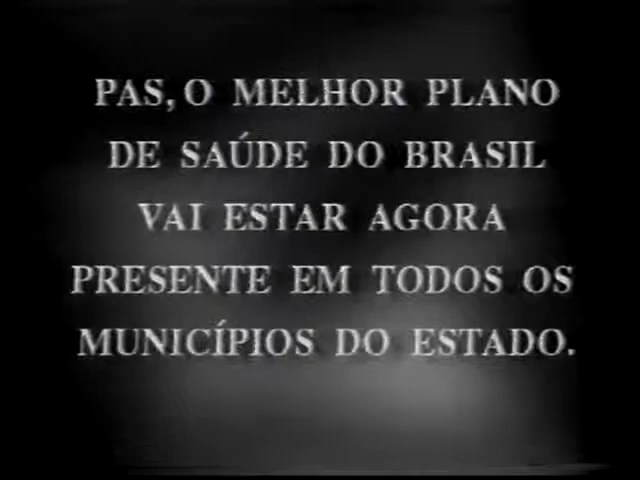 PAS, O MELHOR PLANO
DE SAÚDE DO BRASIL
VAI ESTAR AGORA
PRESENTE EM TODOS OS
MUNICÍPIOS DO ESTADO.